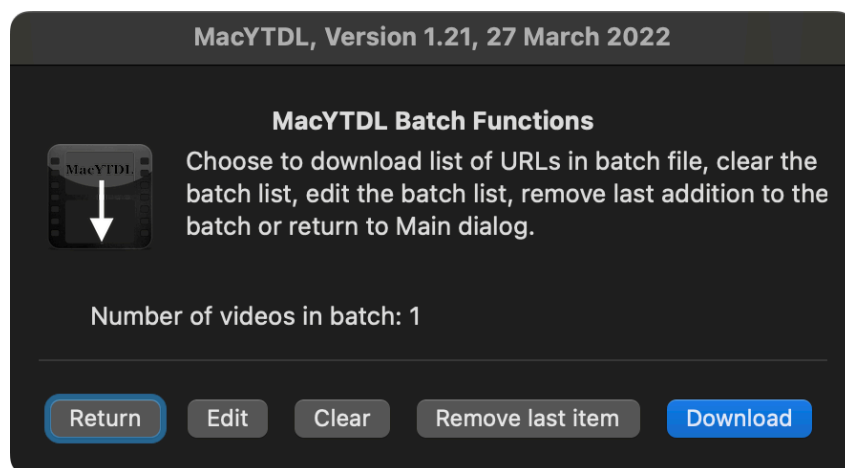 MacYTDL, Version 1.21, 27 March 2022
MacYTDL Batch Functions
MacYTDL
Choose to download list of URLs in batch file, clear the
batch list, edit the batch list, remove last addition to the
batch or return to Main dialog.
Number of videos in batch: 1
Return Edit Clear Remove last item Download